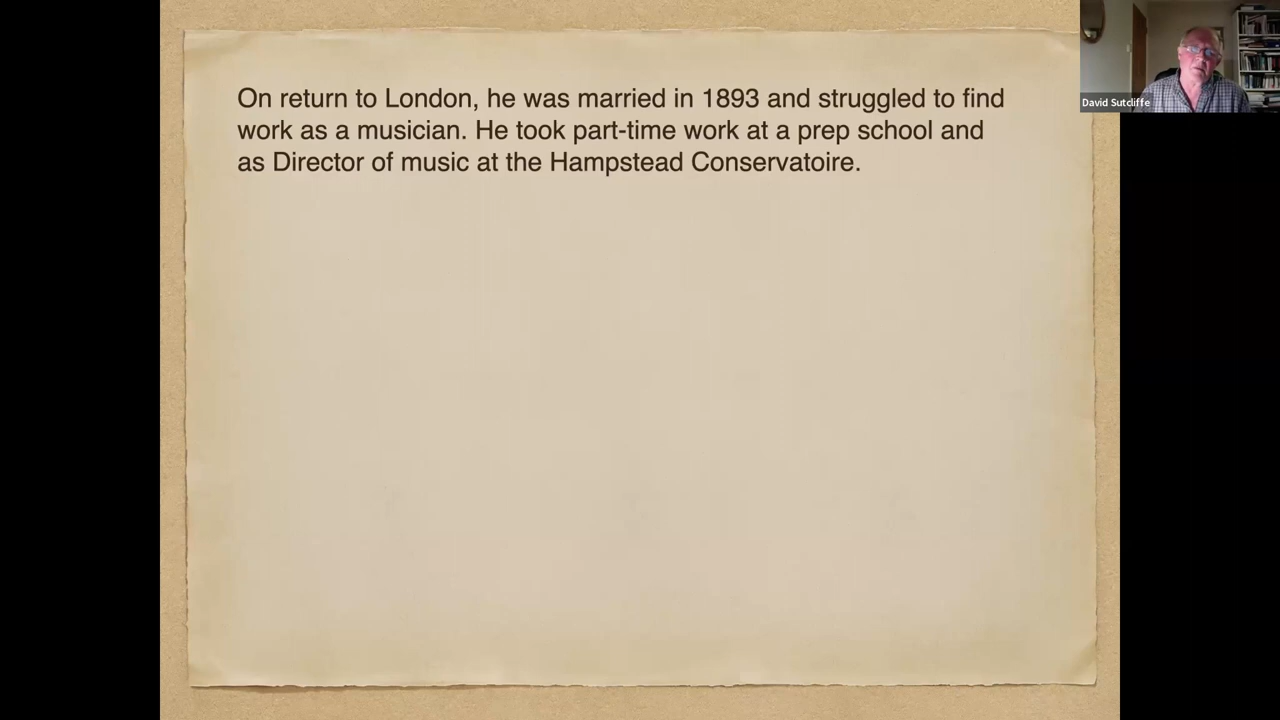 On return to London, he was married in 1893 and struggled to find
work as a musician. He took part-time work at a prep school and
as Director of music at the Hampstead Conservatoire.
David Sutcliffe